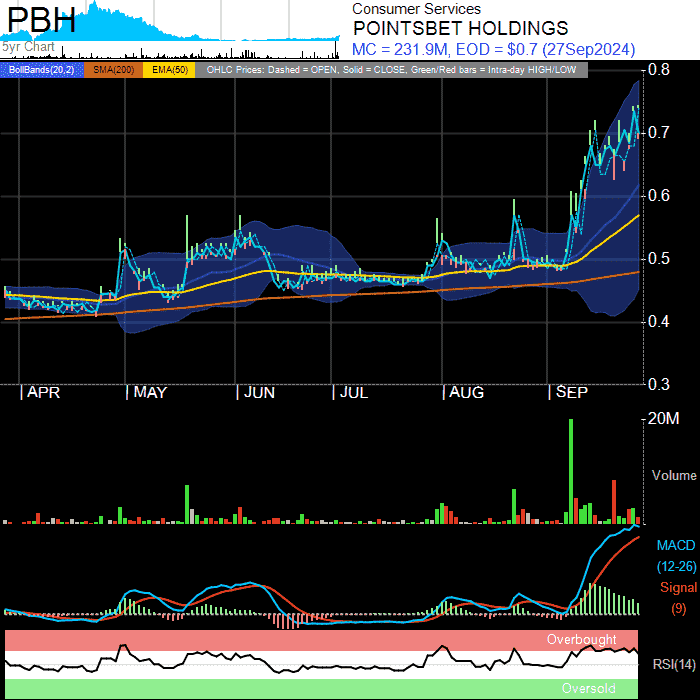 PBH
5yr Chart
Consumer Services
POINTSBET HOLDINGS
MC = 231.9M, EOD = $0.7 (27Sep2024)
BollBands(20,2) SMA(200) EMA(50) OHLC Prices: Dashed = OPEN, Solid = CLOSE, Green/Red bars = Intra-day HIGH/LOW
0.8
0.7
0.6
0.5
0.4
0.3
| APR | MAY | JUN | JUL | AUG | SEP
20M
Volume
MACD
(12-26)
Signal
(9)
Overbought
RSI(14)
Oversold